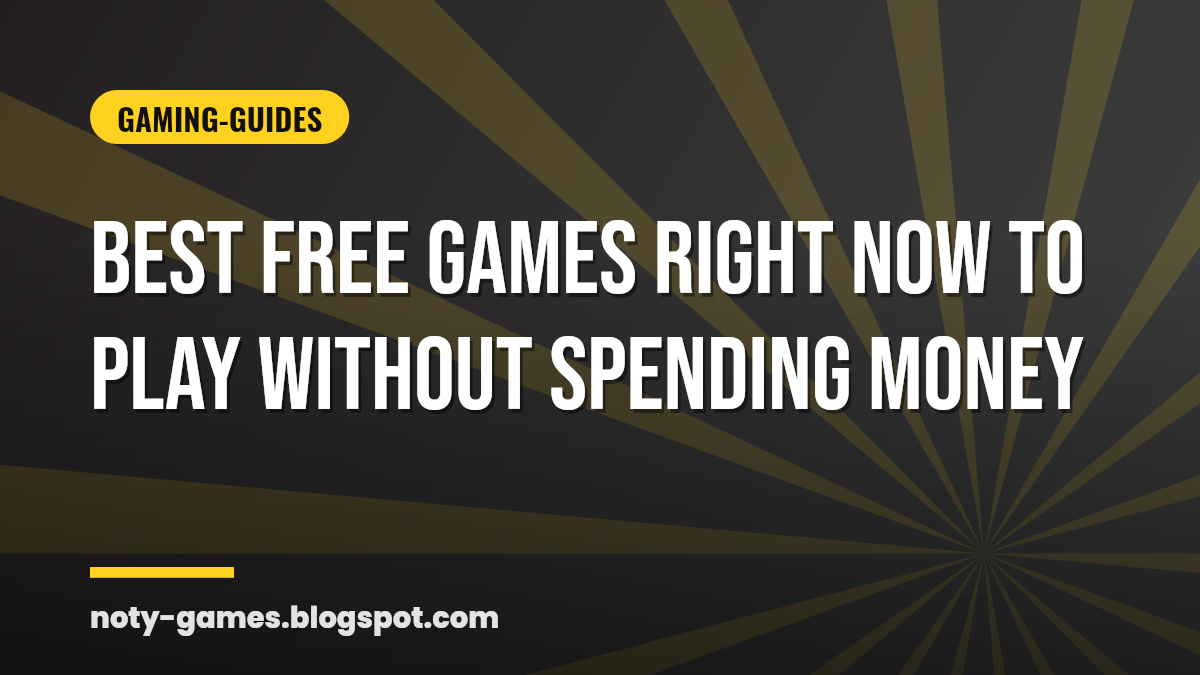 GAMING-GUIDES
BEST FREE GAMES RIGHT NOW TO
PLAY WITHOUT SPENDING MONEY
noty-games.blogspot.com